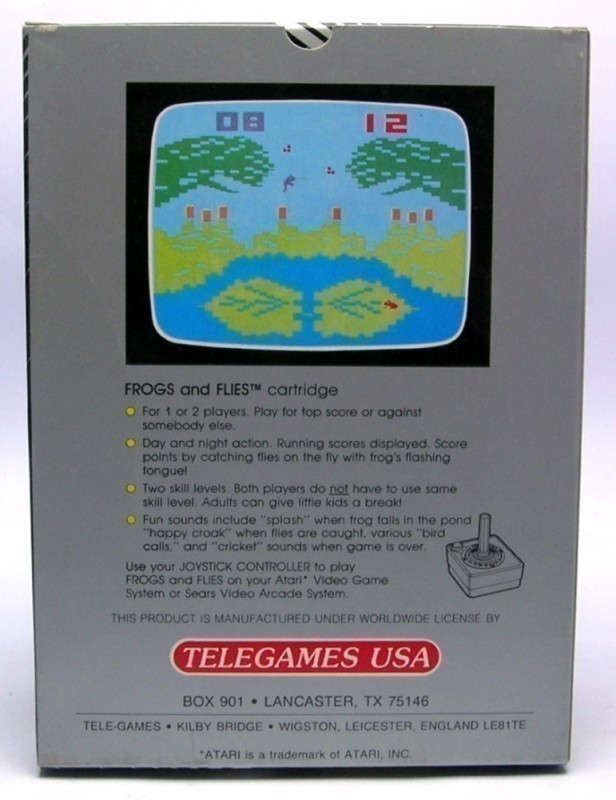 08 12
FROGS and FLIES™ cartridge
For 1 or 2 players. Play for top score or against
somebody else.
Day and night action. Running scores displayed. Score
points by catching flies on the fly with frog's flashing
tongue!
Two skill levels. Both players do not have to use same
skill level. Adults can give little kids a break!
Fun sounds include "splash" when frog falls in the pond
"happy croak" when flies are caught, various "bird
calls," and "cricket" sounds when game is over.
Use your JOYSTICK CONTROLLER to play
FROGS and FLIES on your Atari* Video Game
System or Sears Video Arcade System.
THIS PRODUCT IS MANUFACTURED UNDER WORLDWIDE LICENSE BY
TELEGAMES USA
BOX 901 • LANCASTER, TX 75146
TELE-GAMES • KILBY BRIDGE • WIGSTON, LEICESTER, ENGLAND LE81TE
*ATARI is a trademark of ATARI, INC.